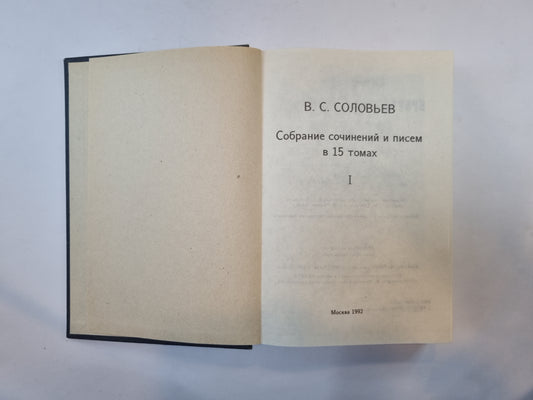 В. С. СОЛОВЬЕВ
Собрание сочинений и писем
в 15 томах
I
Москва 1992